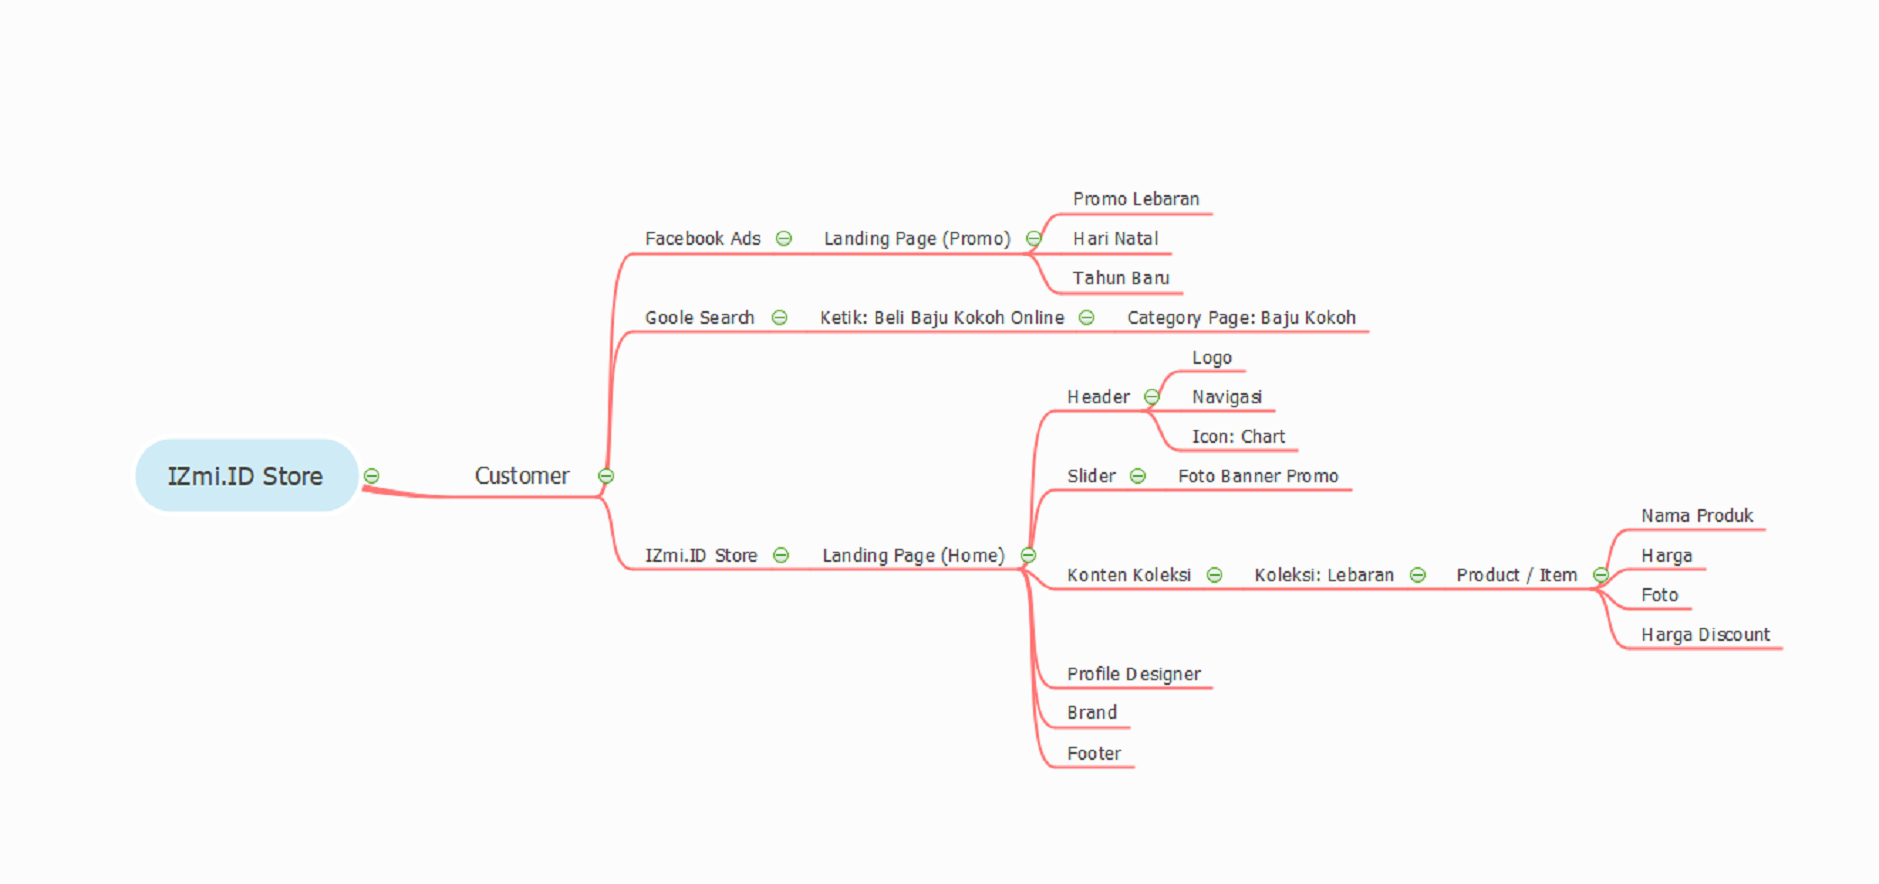 Promo Lebaran
Facebook Ads Landing Page (Promo) Hari Natal
Tahun Baru
Goole Search Ketik: Beli Baju Kokoh Online Category Page: Baju Kokoh
Logo
Header Navigasi
Icon: Chart
IZmi.ID Store Customer Slider Foto Banner Promo
Nama Produk
IZmi.ID Store Landing Page (Home) Harga
Konten Koleksi Koleksi: Lebaran Product / Item
Foto
Harga Discount
Profile Designer
Brand
Footer